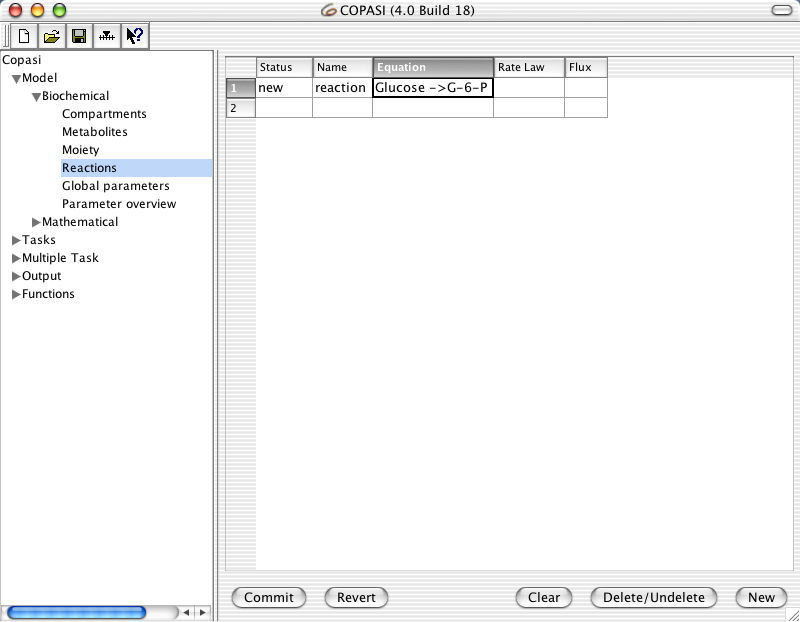 COPASI (4.0 Build 18)
Copasi
Model
Biochemical
Compartments
Metabolites
Moiety
Reactions
Global parameters
Parameter overview
Mathematical
Tasks
Multiple Task
Output
Functions
Status Name Equation Rate Law Flux
1 new reaction Glucose ->G-6-P
2
Commit Revert Clear Delete/Undelete New